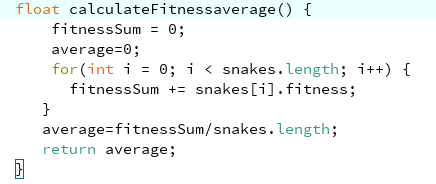 float calculateFitnessaverage() {
fitnessSum = 0;
average=0;
for(int i = 0; i < snakes.length; i++) {
fitnessSum += snakes[i].fitness;
}
average=fitnessSum/snakes.length;
return average;
}